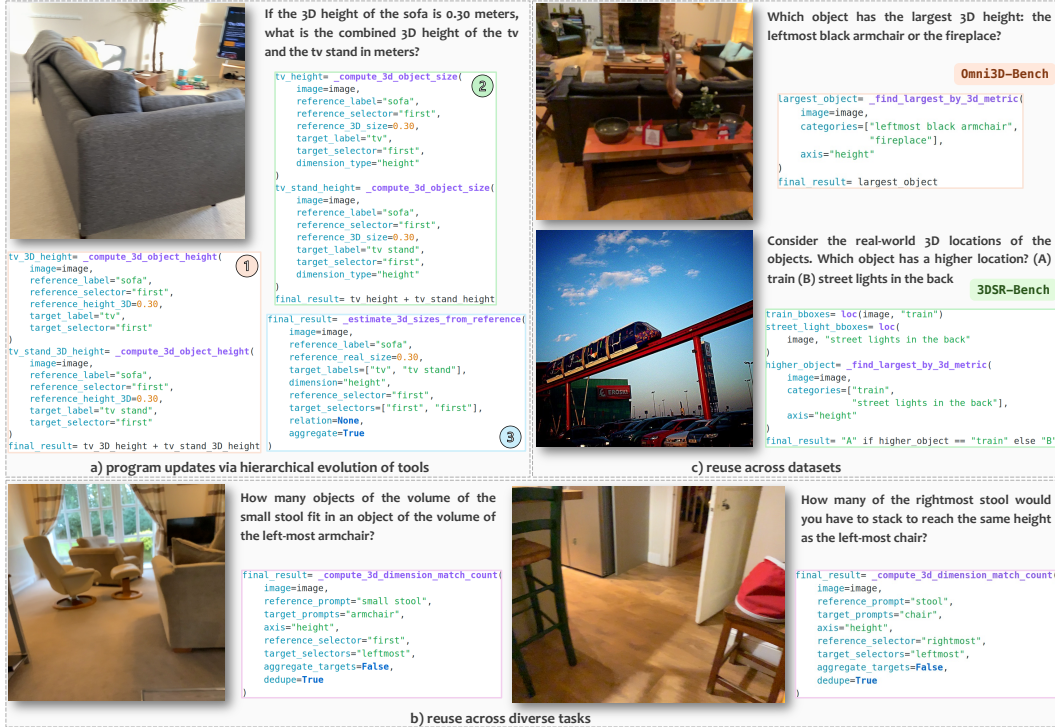 If the 3D height of the sofa is 0.30 meters,
what is the combined 3D height of the tv
and the tv stand in meters?
tv_height= _compute_3d_object_size(
image=image,
reference_label="sofa",
reference_selector="first",
reference_3D_size=0.30,
target_label="tv",
target_selector="first",
dimension_type="height"
)
tv_stand_height= _compute_3d_object_size(
image=image,
reference_label="sofa",
reference_selector="first",
reference_3D_size=0.30,
target_label="tv stand",
target_selector="first",
dimension_type="height"
)
final_result= tv_height + tv_stand_height
2
tv_3D_height= _compute_3d_object_height(
image=image,
reference_label="sofa",
reference_selector="first",
reference_height_3D=0.30,
target_label="tv",
target_selector="first"
)
tv_stand_3D_height= _compute_3d_object_height(
image=image,
reference_label="sofa",
reference_selector="first",
reference_height_3D=0.30,
target_label="tv stand",
target_selector="first"
)
final_result= tv_3D_height + tv_stand_3D_height
1
final_result= _estimate_3d_sizes_from_reference(
image=image,
reference_label="sofa",
reference_real_size=0.30,
target_labels=["tv", "tv stand"],
dimension="height",
reference_selector="first",
target_selectors=["first", "first"],
relation=None,
aggregate=True
)
3
a) program updates via hierarchical evolution of tools
Which object has the largest 3D height: the
leftmost black armchair or the fireplace?
Omni3D-Bench
largest_object= _find_largest_by_3d_metric(
image=image,
categories=["leftmost black armchair",
"fireplace"],
axis="height"
)
final_result= largest_object
Consider the real-world 3D locations of the
objects. Which object has a higher location? (A)
train (B) street lights in the back
3DSR-Bench
train_bboxes= loc(image, "train")
street_light_bboxes= loc(
image, "street lights in the back"
)
higher_object= _find_largest_by_3d_metric(
image=image,
categories=["train",
"street lights in the back"],
axis="height"
)
final_result= "A" if higher_object == "train" else "B"
c) reuse across datasets
How many objects of the volume of the
small stool fit in an object of the volume of
the left-most armchair?
final_result= _compute_3d_dimension_match_count(
image=image,
reference_prompt="small stool",
target_prompts="armchair",
axis="height",
reference_selector="first",
target_selectors="leftmost",
aggregate_targets=False,
dedupe=True
)
How many of the rightmost stool would
you have to stack to reach the same height
as the left-most chair?
final_result= _compute_3d_dimension_match_count(
image=image,
reference_prompt="stool",
target_prompts="chair",
axis="height",
reference_selector="rightmost",
target_selectors="leftmost",
aggregate_targets=False,
dedupe=True
)
b) reuse across diverse tasks